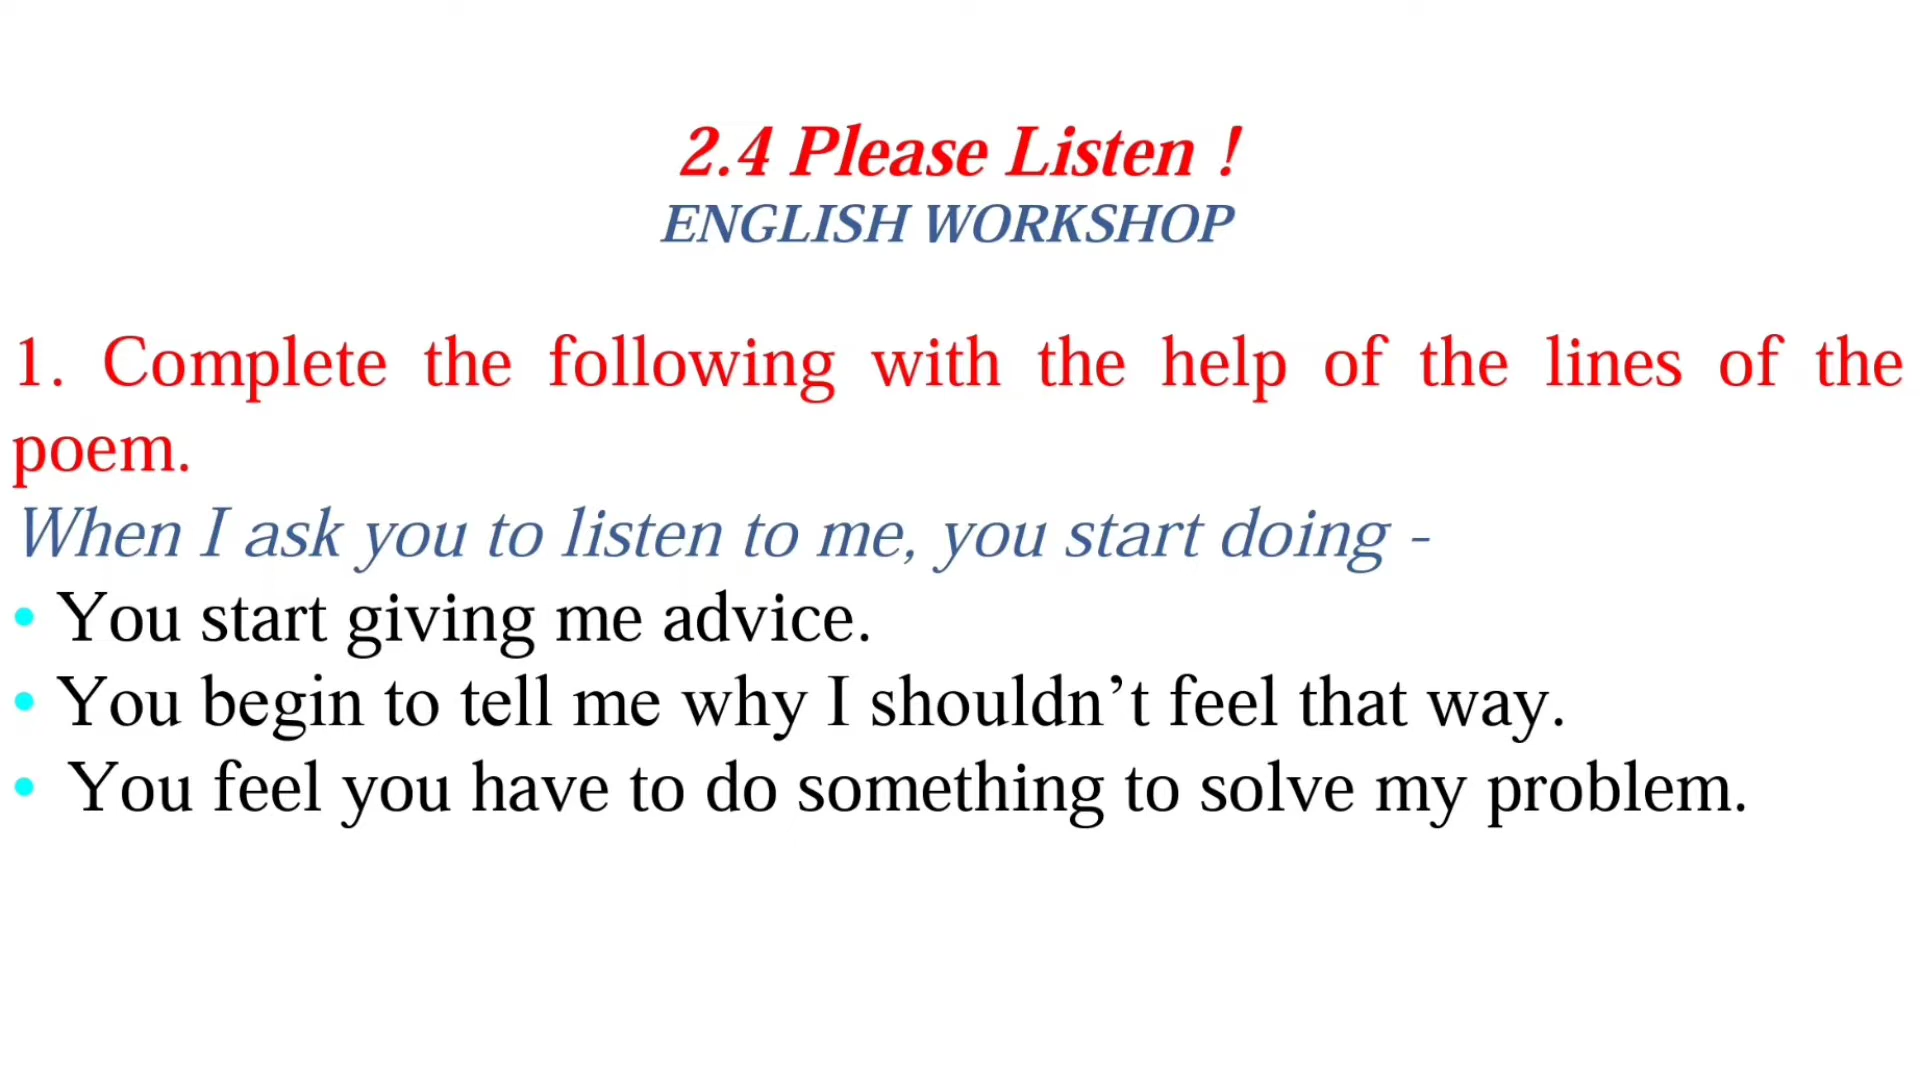 2.4 Please Listen !
ENGLISH WORKSHOP
1. Complete the following with the help of the lines of the
poem.
When I ask you to listen to me, you start doing -
• You start giving me advice.
• You begin to tell me why I shouldn’t feel that way.
• You feel you have to do something to solve my problem.